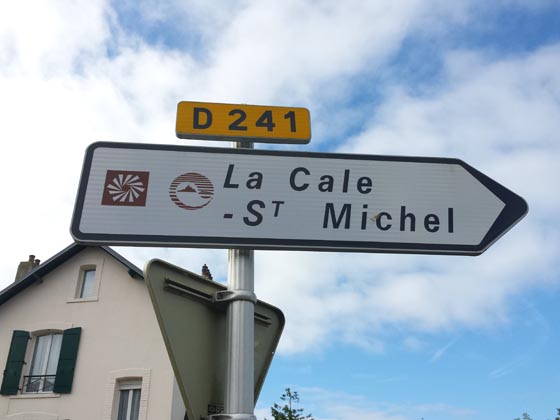 D 241
La Cale
-ST Michel